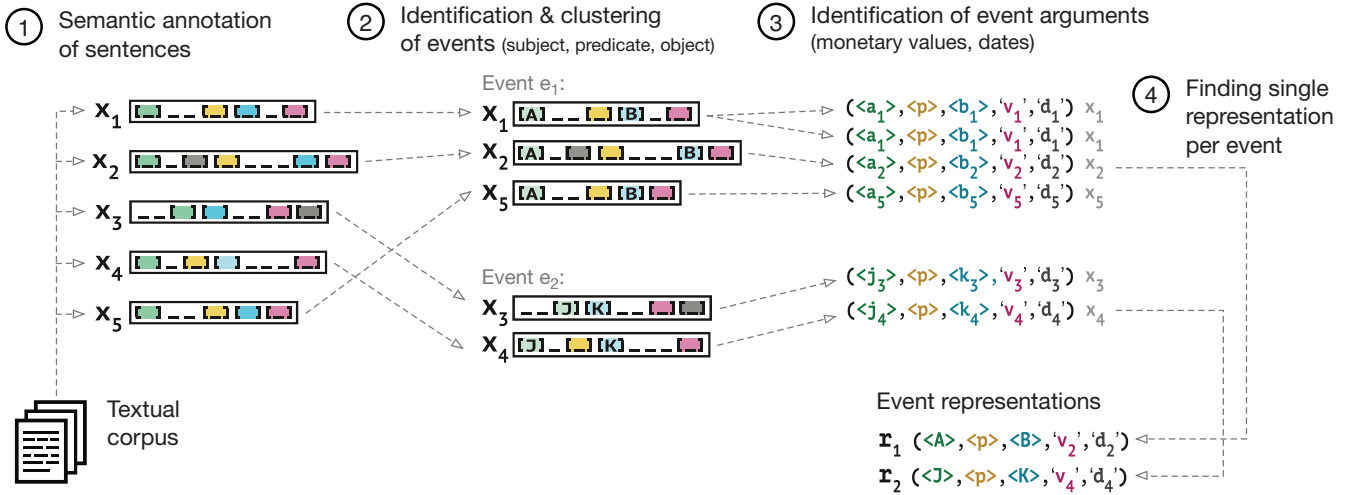 1 Semantic annotation
of sentences
2 Identification & clustering
of events (subject, predicate, object)
3 Identification of event arguments
(monetary values, dates)
4 Finding single
representation
per event
x₁ [ ] _ _ [ ] [ ] _ [ ]
x₂ [ ] _ [ ] [ ] _ _ _ [ ] [ ]
x₃ _ _ [ ] [ ] _ _ [ ] [ ]
x₄ [ ] _ [ ] [ ] _ _ _ [ ]
x₅ [ ] _ _ [ ] [ ] [ ]
Textual
corpus
Event e₁:
x₁ [A] _ _ [ ] [B] _ [ ]
x₂ [A] _ [ ] [ ] _ _ _ [B] [ ]
x₅ [A] _ _ [ ] [B] [ ]
Event e₂:
x₃ _ _ [J] [K] _ _ [ ] [ ]
x₄ [J] _ [ ] [K] _ _ _ [ ]
(<a₁>,<p>,<b₁>,‘v₁’,‘d₁’) x₁
(<a₁>,<p>,<b₁>,‘v₁’,‘d₁’) x₁
(<a₂>,<p>,<b₂>,‘v₂’,‘d₂’) x₂
(<a₅>,<p>,<b₅>,‘v₅’,‘d₅’) x₅
(<j₃>,<p>,<k₃>,‘v₃’,‘d₃’) x₃
(<j₄>,<p>,<k₄>,‘v₄’,‘d₄’) x₄
Event representations
r₁ (<A>,<p>,<B>,‘v₂’,‘d₂’)
r₂ (<J>,<p>,<K>,‘v₄’,‘d₄’)